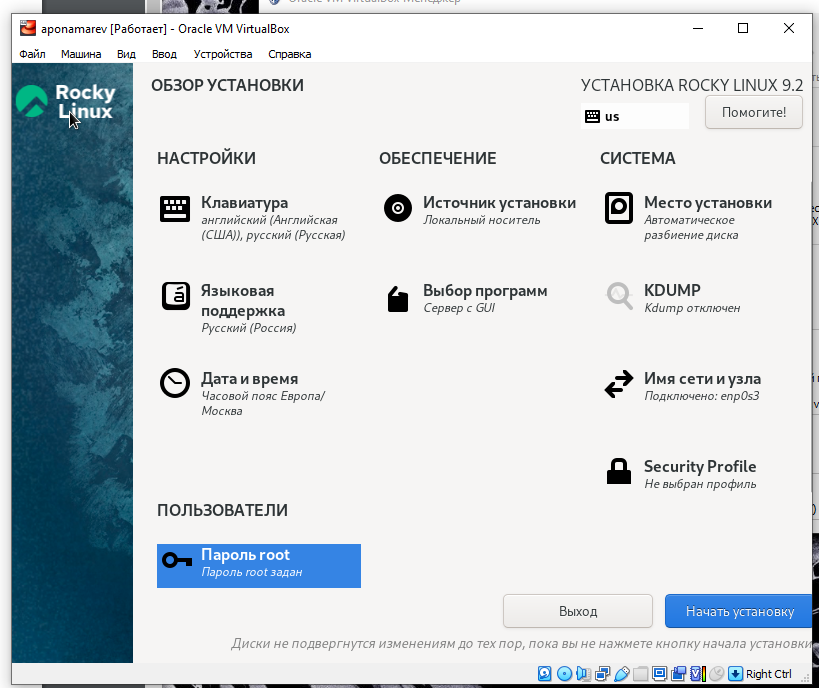 Oracle VM VirtualBox Менеджер
aponamarev [Работает] - Oracle VM VirtualBox
Файл Машина Вид Ввод Устройства Справка
Rocky
Linux
ОБЗОР УСТАНОВКИ
УСТАНОВКА ROCKY LINUX 9.2
us
Помогите!
НАСТРОЙКИ
ОБЕСПЕЧЕНИЕ
СИСТЕМА
Клавиатура
английский (Английская
(США)), русский (Русская)
Источник установки
Локальный носитель
Место установки
Автоматическое
разбиение диска
Языковая
поддержка
Русский (Россия)
Выбор программ
Сервер с GUI
KDUMP
Kdump отключен
Дата и время
Часовой пояс Европа/
Москва
Имя сети и узла
Подключено: enp0s3
Security Profile
Не выбран профиль
ПОЛЬЗОВАТЕЛИ
Пароль root
Пароль root задан
Выход
Начать установку
Диски не подвергнутся изменениям до тех пор, пока вы не нажмете кнопку начала установки
Right Ctrl